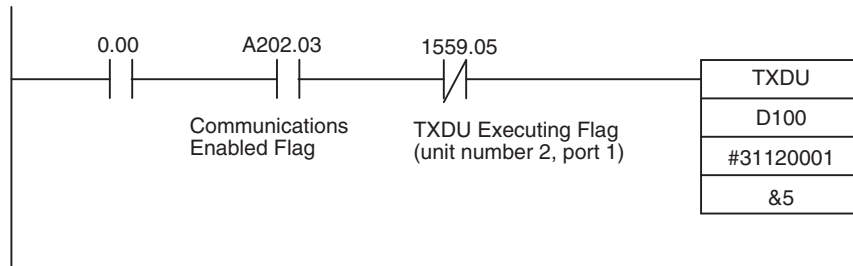 0.00
A202.03
1559.05
TXDU
D100
#31120001
&5
Communications
Enabled Flag
TXDU Executing Flag
(unit number 2, port 1)